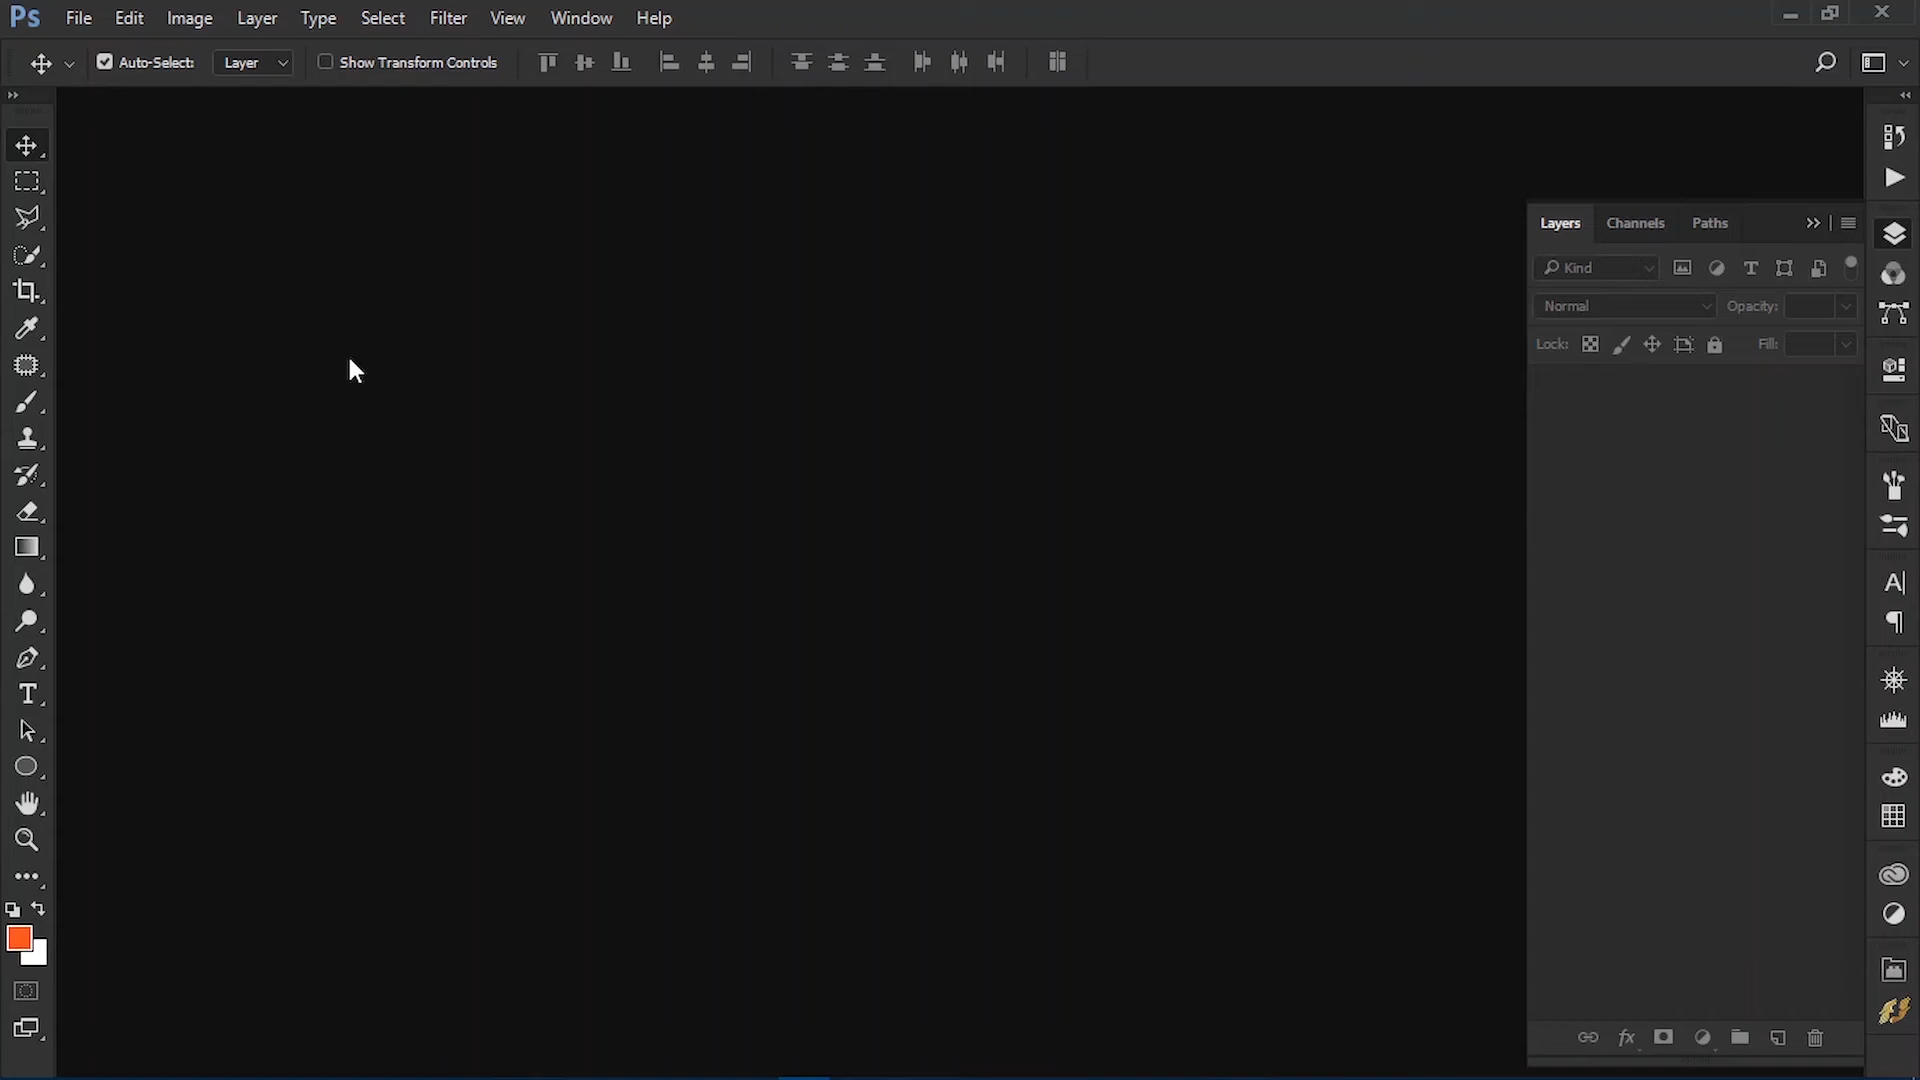 Ps File Edit Image Layer Type Select Filter View Window Help
Auto-Select: Layer Show Transform Controls
Layers Channels Paths
Kind
Normal Opacity:
Lock: Fill: